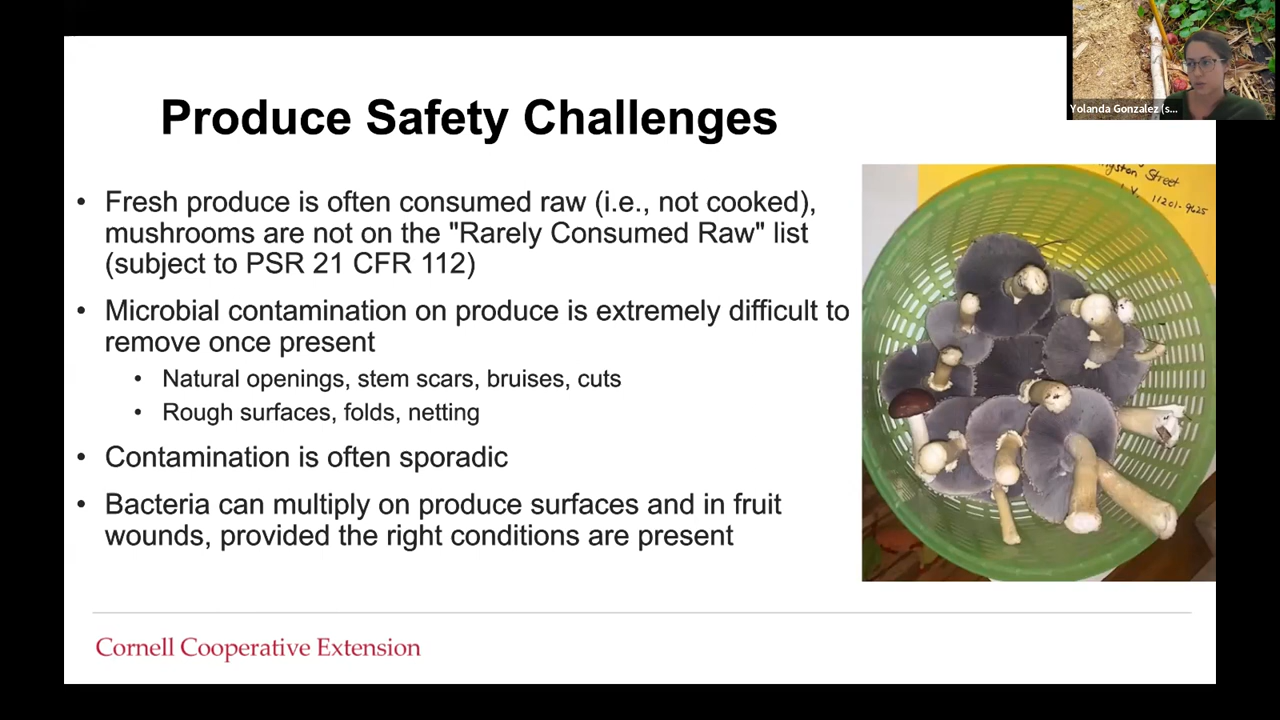 Yolanda Gonzalez (s...
Produce Safety Challenges
• Fresh produce is often consumed raw (i.e., not cooked),
mushrooms are not on the "Rarely Consumed Raw" list
(subject to PSR 21 CFR 112)
• Microbial contamination on produce is extremely difficult to
remove once present
• Natural openings, stem scars, bruises, cuts
• Rough surfaces, folds, netting
• Contamination is often sporadic
• Bacteria can multiply on produce surfaces and in fruit
wounds, provided the right conditions are present
Street
11201-9625
Cornell Cooperative Extension